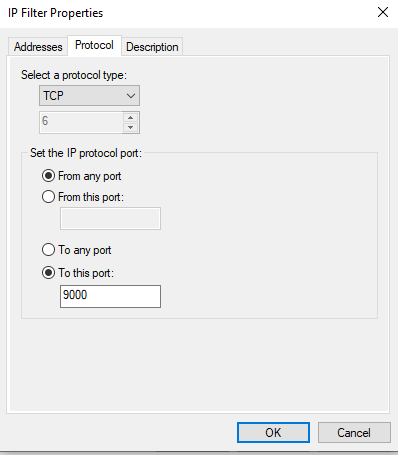 IP Filter Properties
Addresses Protocol Description
Select a protocol type:
TCP
6
Set the IP protocol port:
From any port
From this port:
To any port
To this port:
9000
OK Cancel